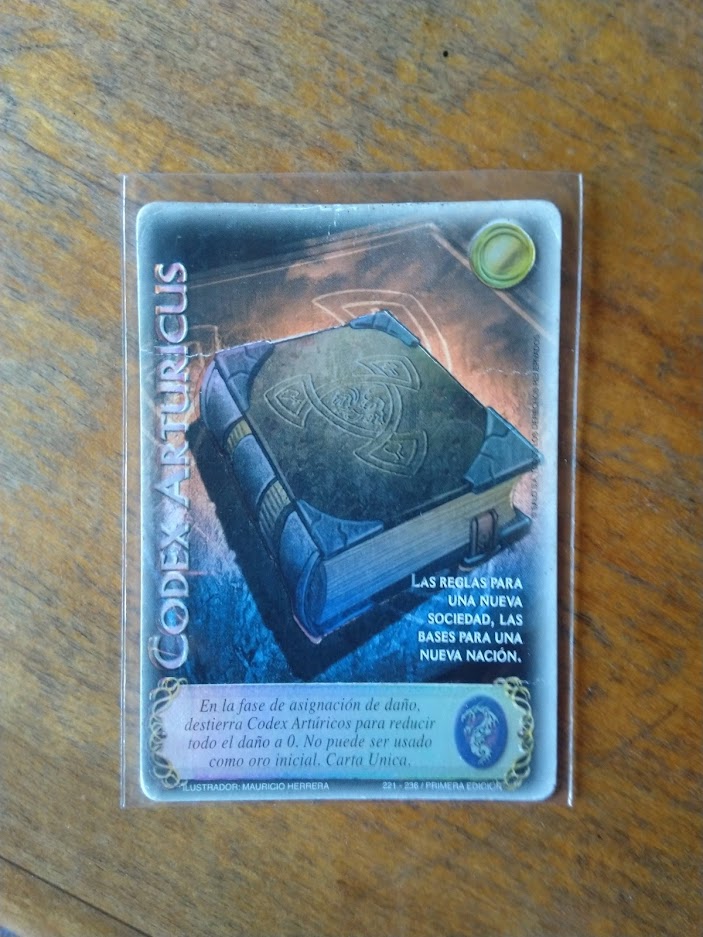 CODEX ARTURICUS
LAS REGLAS PARA
UNA NUEVA
SOCIEDAD, LAS
BASES PARA UNA
NUEVA NACIÓN.
En la fase de asignación de daño,
destierra Codex Artúricos para reducir
todo el daño a 0. No puede ser usado
como oro inicial. Carta Unica.
ILUSTRADOR: MAURICIO HERRERA
221 - 236 / PRIMERA EDICIÓN
DERECHOS RESERVADOS